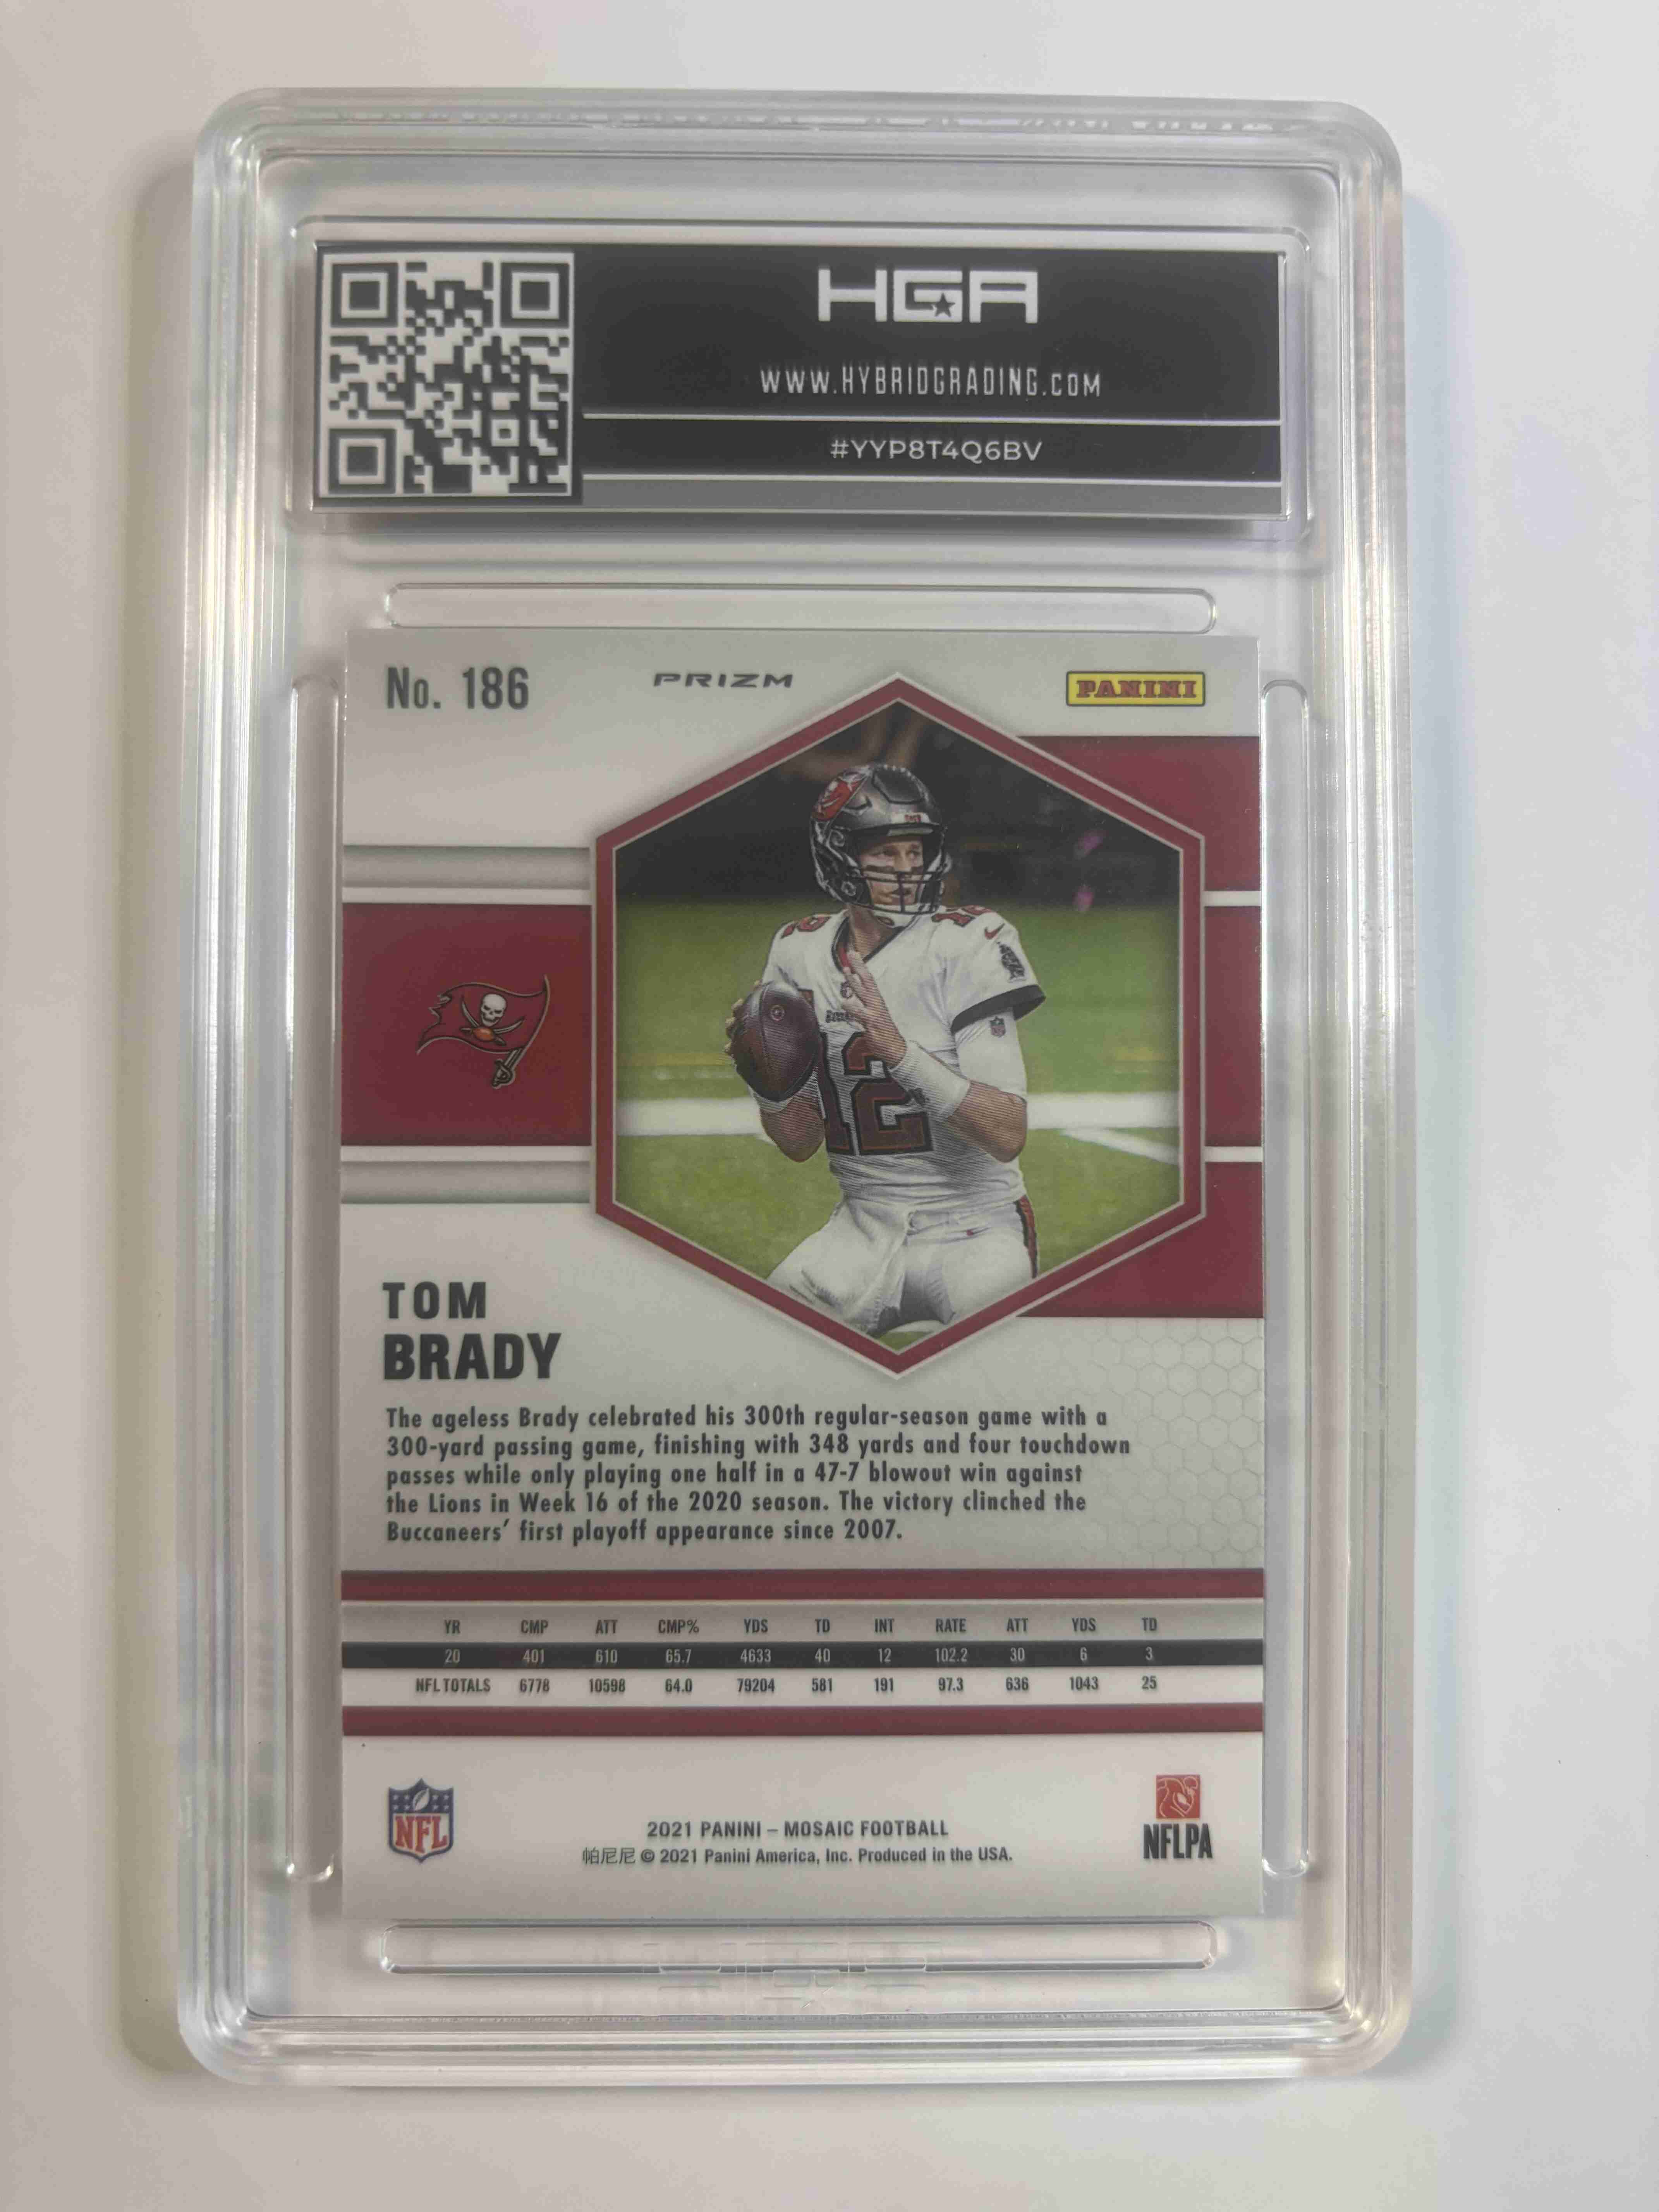 HGA
WWW.HYBRIDGRADING.COM
#YYP8T4Q6BV
No. 186
PRIZM
PANINI
12
TOM
BRADY
The ageless Brady celebrated his 300th regular-season game with a
300-yard passing game, finishing with 348 yards and four touchdown
passes while only playing one half in a 47-7 blowout win against
the Lions in Week 16 of the 2020 season. The victory clinched the
Buccaneers' first playoff appearance since 2007.
YR CMP ATT CMP% YDS TD INT RATE ATT YDS TD
20 401 610 65.7 4633 40 12 102.2 30 6 3
NFL TOTALS 6778 10598 64.0 79204 581 191 97.3 636 1043 25
NFL
2021 PANINI – MOSAIC FOOTBALL
帕尼尼 © 2021 Panini America, Inc. Produced in the USA.
NFLPA